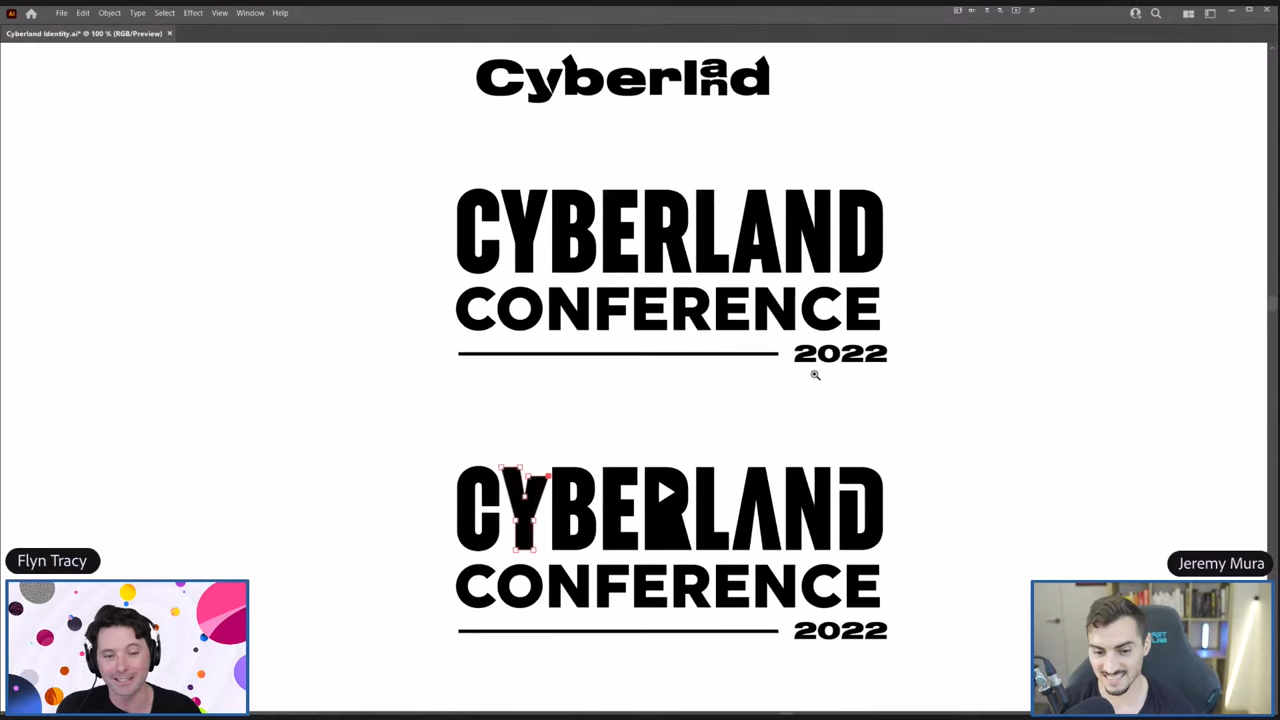 Ai File Edit Object Type Select Effect View Window Help
Cyberland Identity.ai* @ 100 % (RGB/Preview) ×
Cyberland
CYBERLAND
CONFERENCE
2022
CYBERLAND
CONFERENCE
2022
Flyn Tracy
Jeremy Mura